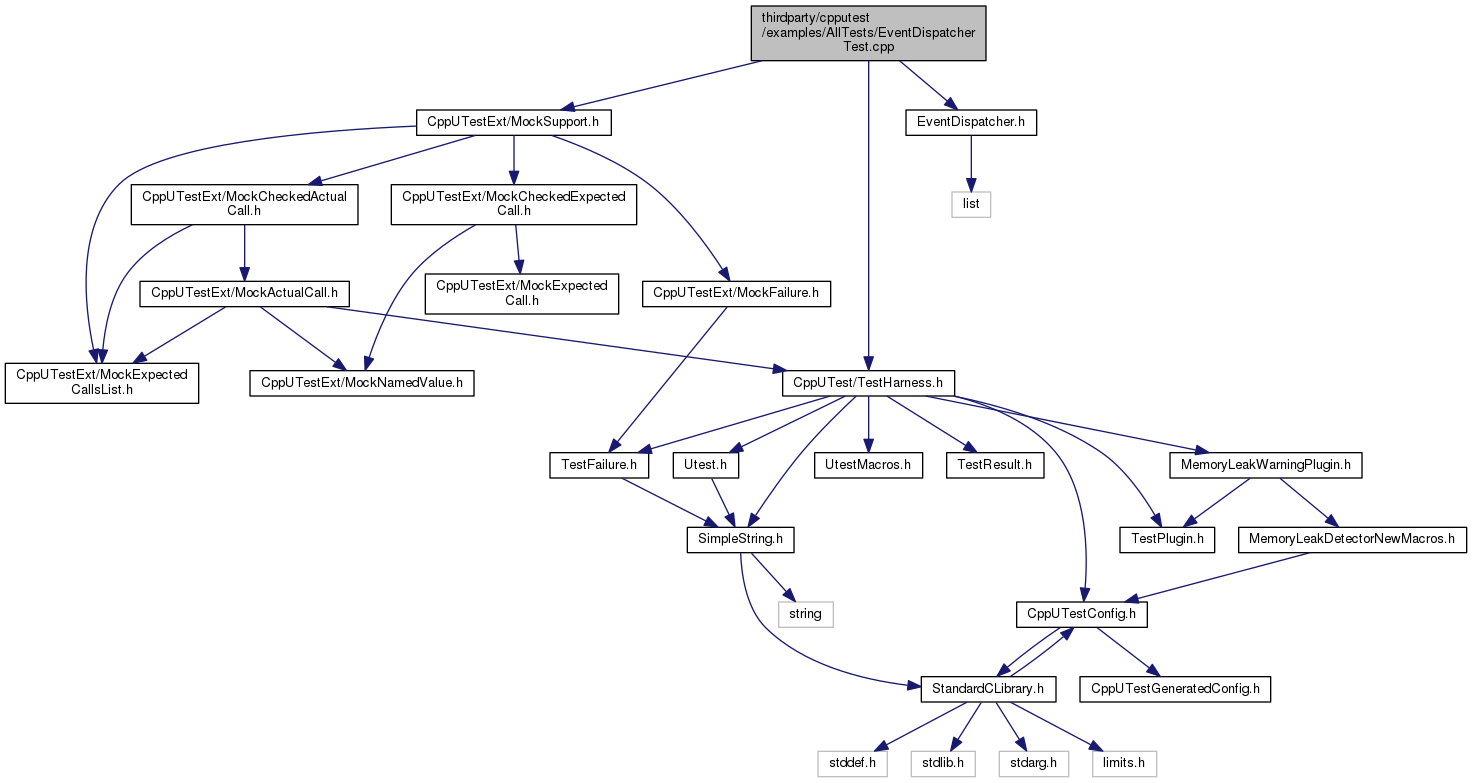 thirdparty/cpputest
/examples/AllTests/EventDispatcher
Test.cpp
CppUTestExt/MockSupport.h
EventDispatcher.h
CppUTestExt/MockCheckedActual
Call.h
CppUTestExt/MockCheckedExpected
Call.h
list
CppUTestExt/MockActualCall.h
CppUTestExt/MockExpected
Call.h
CppUTestExt/MockFailure.h
CppUTestExt/MockExpected
CallsList.h
CppUTestExt/MockNamedValue.h
CppUTest/TestHarness.h
TestFailure.h
Utest.h
UtestMacros.h
TestResult.h
MemoryLeakWarningPlugin.h
SimpleString.h
TestPlugin.h
MemoryLeakDetectorNewMacros.h
string
CppUTestConfig.h
StandardCLibrary.h
CppUTestGeneratedConfig.h
stddef.h
stdlib.h
stdarg.h
limits.h